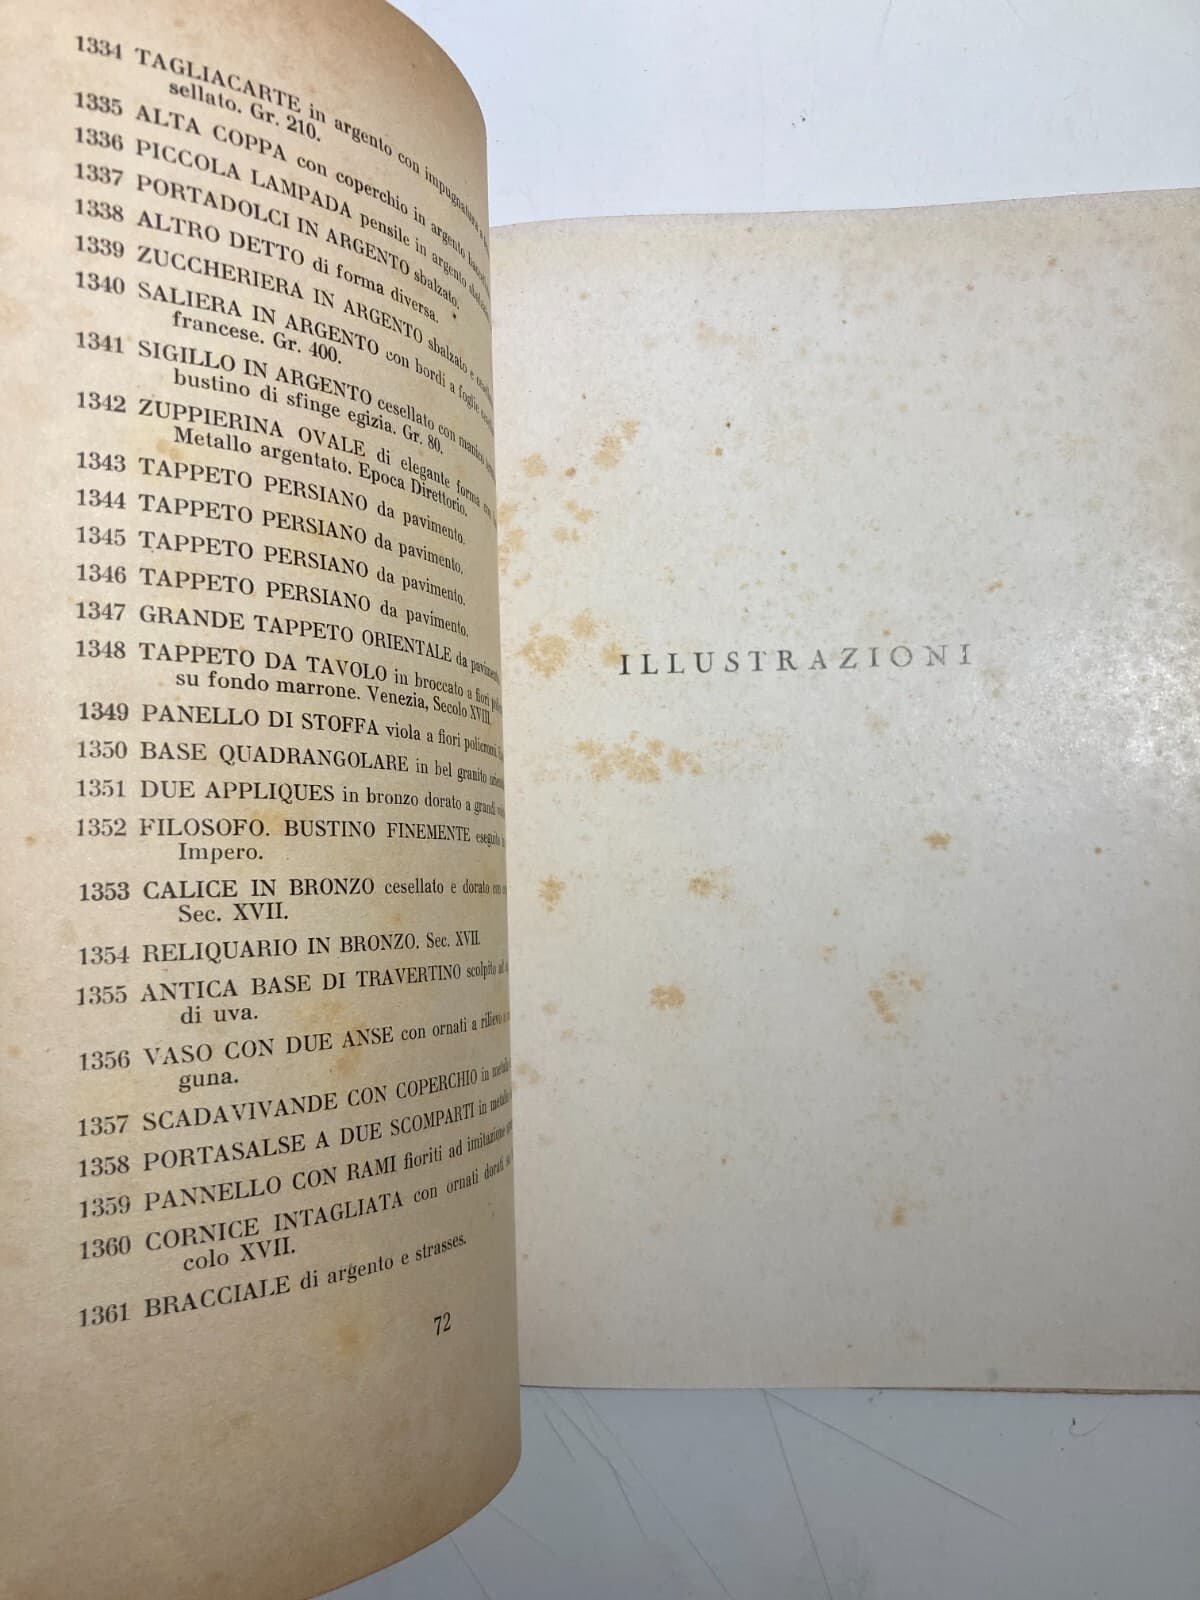 1334 TAGLIACARTE in argento con impugnatura a
sellato. Gr. 210.
1335 ALTA COPPA con coperchio in argento
1336 PICCOLA LAMPADA pensile in argento
1337 PORTADOLCI IN ARGENTO sbalzato.
1338 ALTRO DETTO di forma diversa.
1339 ZUCCHERIERA IN ARGENTO sbalzato e
1340 SALIERA IN ARGENTO con bordi a foglie
francese. Gr. 400.
1341 SIGILLO IN ARGENTO cesellato con manico
bustino di sfinge egizia. Gr. 80.
1342 ZUPPIERINA OVALE di elegante forma con
Metallo argentato. Epoca Direttorio.
1343 TAPPETO PERSIANO da pavimento.
1344 TAPPETO PERSIANO da pavimento.
1345 TAPPETO PERSIANO da pavimento.
1346 TAPPETO PERSIANO da pavimento.
1347 GRANDE TAPPETO ORIENTALE da
1348 TAPPETO DA TAVOLO in broccato a fiori
su fondo marrone. Venezia, Secolo XVIII.
1349 PANELLO DI STOFFA viola a fiori policromi.
1350 BASE QUADRANGOLARE in bel granito
1351 DUE APPLIQUES in bronzo dorato a grandi
1352 FILOSOFO. BUSTINO FINEMENTE eseguito
Impero.
1353 CALICE IN BRONZO cesellato e dorato con
Sec. XVII.
1354 RELIQUARIO IN BRONZO. Sec. XVII.
1355 ANTICA BASE DI TRAVERTINO scolpito ad
di uva.
1356 VASO CON DUE ANSE con ornati a rilievo
guna.
1357 SCADAVIVANDE CON COPERCHIO in
1358 PORTASALSE A DUE SCOMPARTI in metallo
1359 PANNELLO CON RAMI fioriti ad imitazione
1360 CORNICE INTAGLIATA con ornati dorati
colo XVII.
1361 BRACCIALE di argento e strasses.
72
ILLUSTRAZIONI